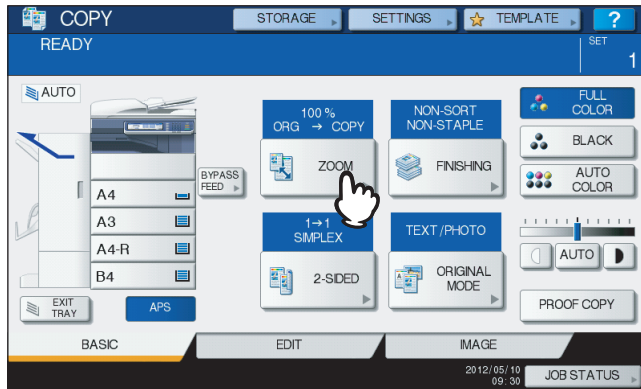 COPY
STORAGE
SETTINGS
TEMPLATE
?
READY
SET
1
AUTO
100 %
ORG → COPY
ZOOM
NON-SORT
NON-STAPLE
FINISHING
FULL
COLOR
BLACK
AUTO
COLOR
BYPASS
FEED
A4
A3
A4-R
B4
1→1
SIMPLEX
2-SIDED
TEXT/PHOTO
ORIGINAL
MODE
AUTO
EXIT
TRAY
APS
PROOF COPY
BASIC
EDIT
IMAGE
2012/05/10
09:30
JOB STATUS